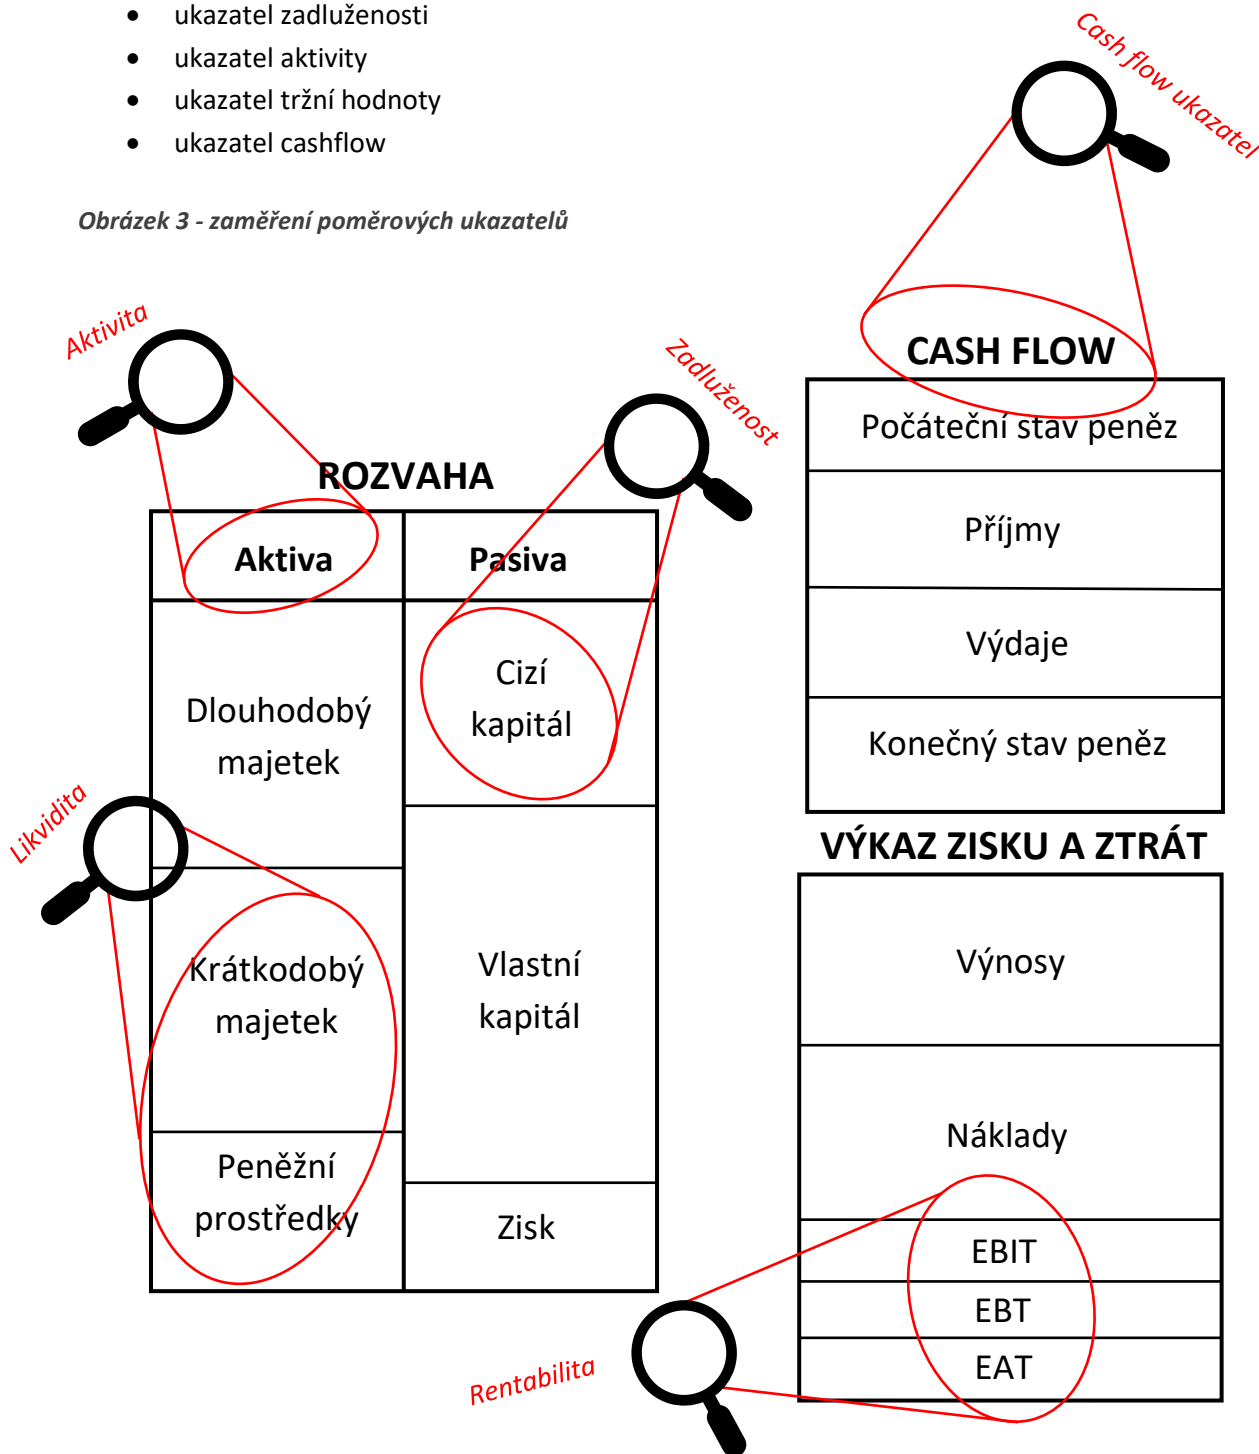 • ukazatel zadluženosti
• ukazatel aktivity
• ukazatel tržní hodnoty
• ukazatel cashflow
Obrázek 3 - zaměření poměrových ukazatelů
Cash flow ukazatel
Aktivita
Zadluženost
CASH FLOW
Počáteční stav peněz
Příjmy
Výdaje
Konečný stav peněz
ROZVAHA
Aktiva
Pasiva
Dlouhodobý
majetek
Cizí
kapitál
Likvidita
Krátkodobý
majetek
Vlastní
kapitál
Peněžní
prostředky
Zisk
VÝKAZ ZISKU A ZTRÁT
Výnosy
Náklady
EBIT
EBT
EAT
Rentabilita